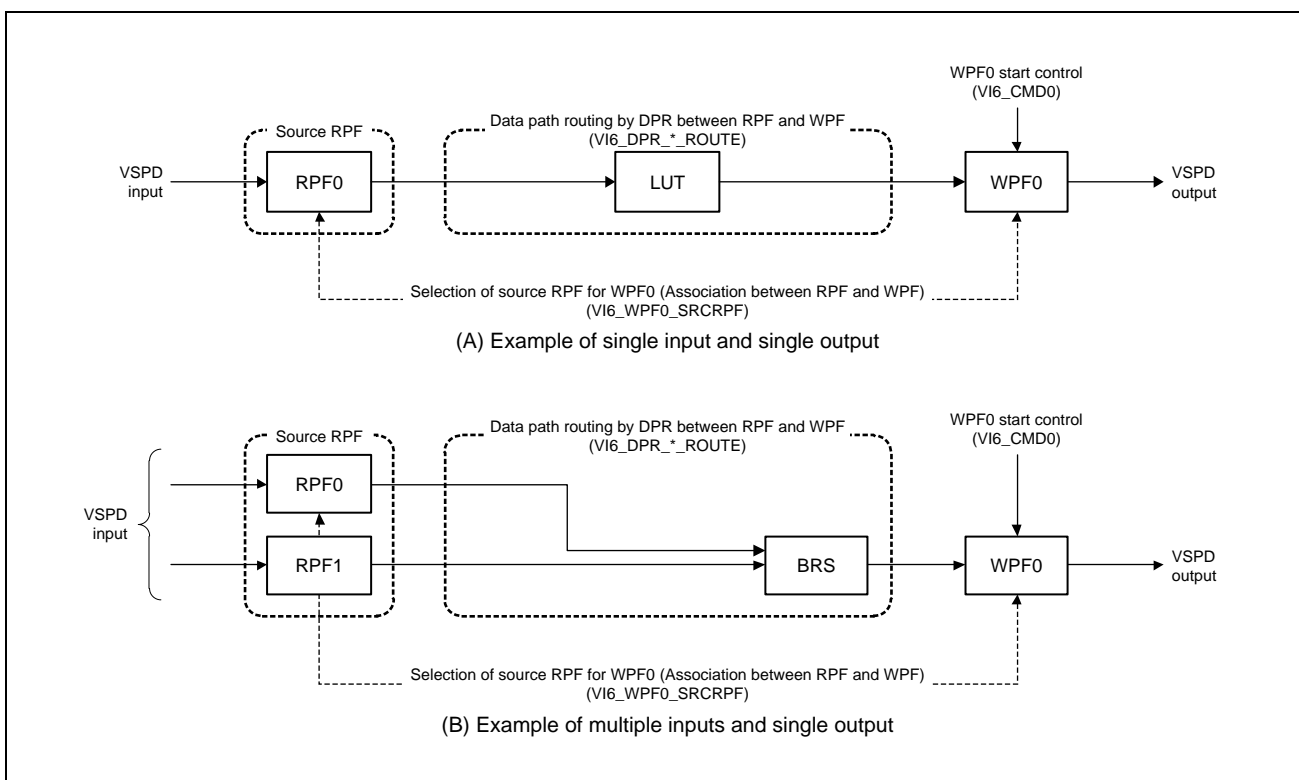 WPF0 start control
(VI6_CMD0)
Source RPF
Data path routing by DPR between RPF and WPF
(VI6_DPR_*_ROUTE)
VSPD
input
RPF0
LUT
WPF0
VSPD
output
Selection of source RPF for WPF0 (Association between RPF and WPF)
(VI6_WPF0_SRCRPF)
(A) Example of single input and single output
WPF0 start control
(VI6_CMD0)
Source RPF
Data path routing by DPR between RPF and WPF
(VI6_DPR_*_ROUTE)
RPF0
VSPD
input
RPF1
BRS
WPF0
VSPD
output
Selection of source RPF for WPF0 (Association between RPF and WPF)
(VI6_WPF0_SRCRPF)
(B) Example of multiple inputs and single output